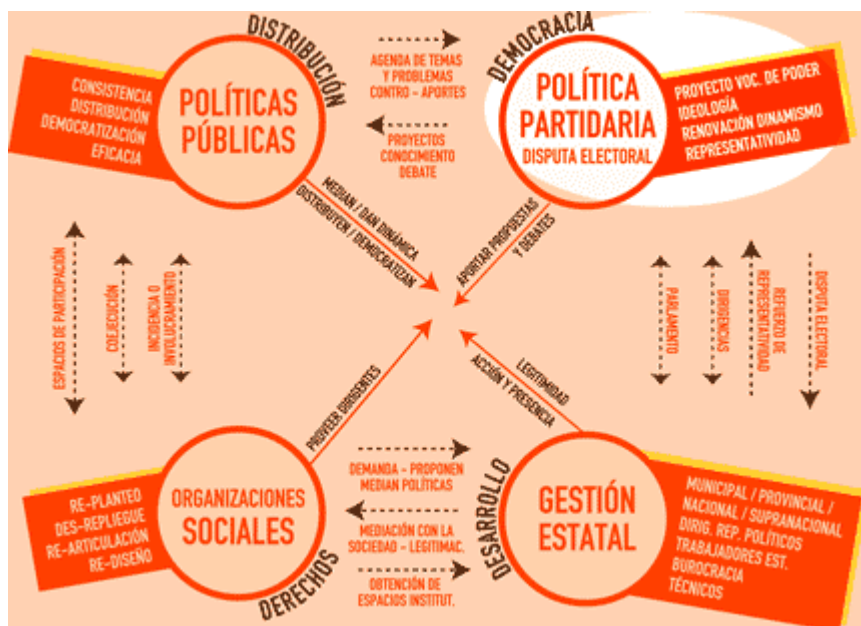 DISTRIBUCIÓN
CONSISTENCIA
DISTRIBUCIÓN
DEMOCRATIZACIÓN
EFICACIA
POLÍTICAS
PÚBLICAS
AGENDA DE TEMAS
Y PROBLEMAS
CONTRO – APORTES
PROYECTOS
CONOCIMIENTO
DEBATE
DEMOCRACIA
POLÍTICA
PARTIDARIA
DISPUTA ELECTORAL
PROYECTO VOC. DE PODER
IDEOLOGÍA
RENOVACIÓN DINAMISMO
REPRESENTATIVIDAD
MEDIAN / DAN DINÁMICA
DISTRIBUYEN / DEMOCRATIZAN
APORTAR PROPUESTAS
Y DEBATES
ESPACIOS DE PARTICIPACIÓN
COEJECUCIÓN
INCIDENCIA O
INVOLUCRAMIENTO
PARLAMENTO
DIRIGENCIAS
REFUERZO DE
REPRESENTATIVIDAD
DISPUTA ELECTORAL
PROVEER DIRIGENTES
LEGITIMIDAD
ACCIÓN Y PRESENCIA
RE-PLANTEO
DES-REPLIEGUE
RE-ARTICULACIÓN
RE-DISEÑO
ORGANIZACIONES
SOCIALES
DERECHOS
DEMANDA – PROPONEN
MEDIAN POLÍTICAS
MEDIACIÓN CON LA
SOCIEDAD – LEGITIMAC.
OBTENCIÓN DE
ESPACIOS INSTITUT.
DESARROLLO
GESTIÓN
ESTATAL
MUNICIPAL / PROVINCIAL /
NACIONAL / SUPRANACIONAL
DIRIG. REP. POLÍTICOS
TRABAJADORES EST.
BUROCRACIA
TÉCNICOS